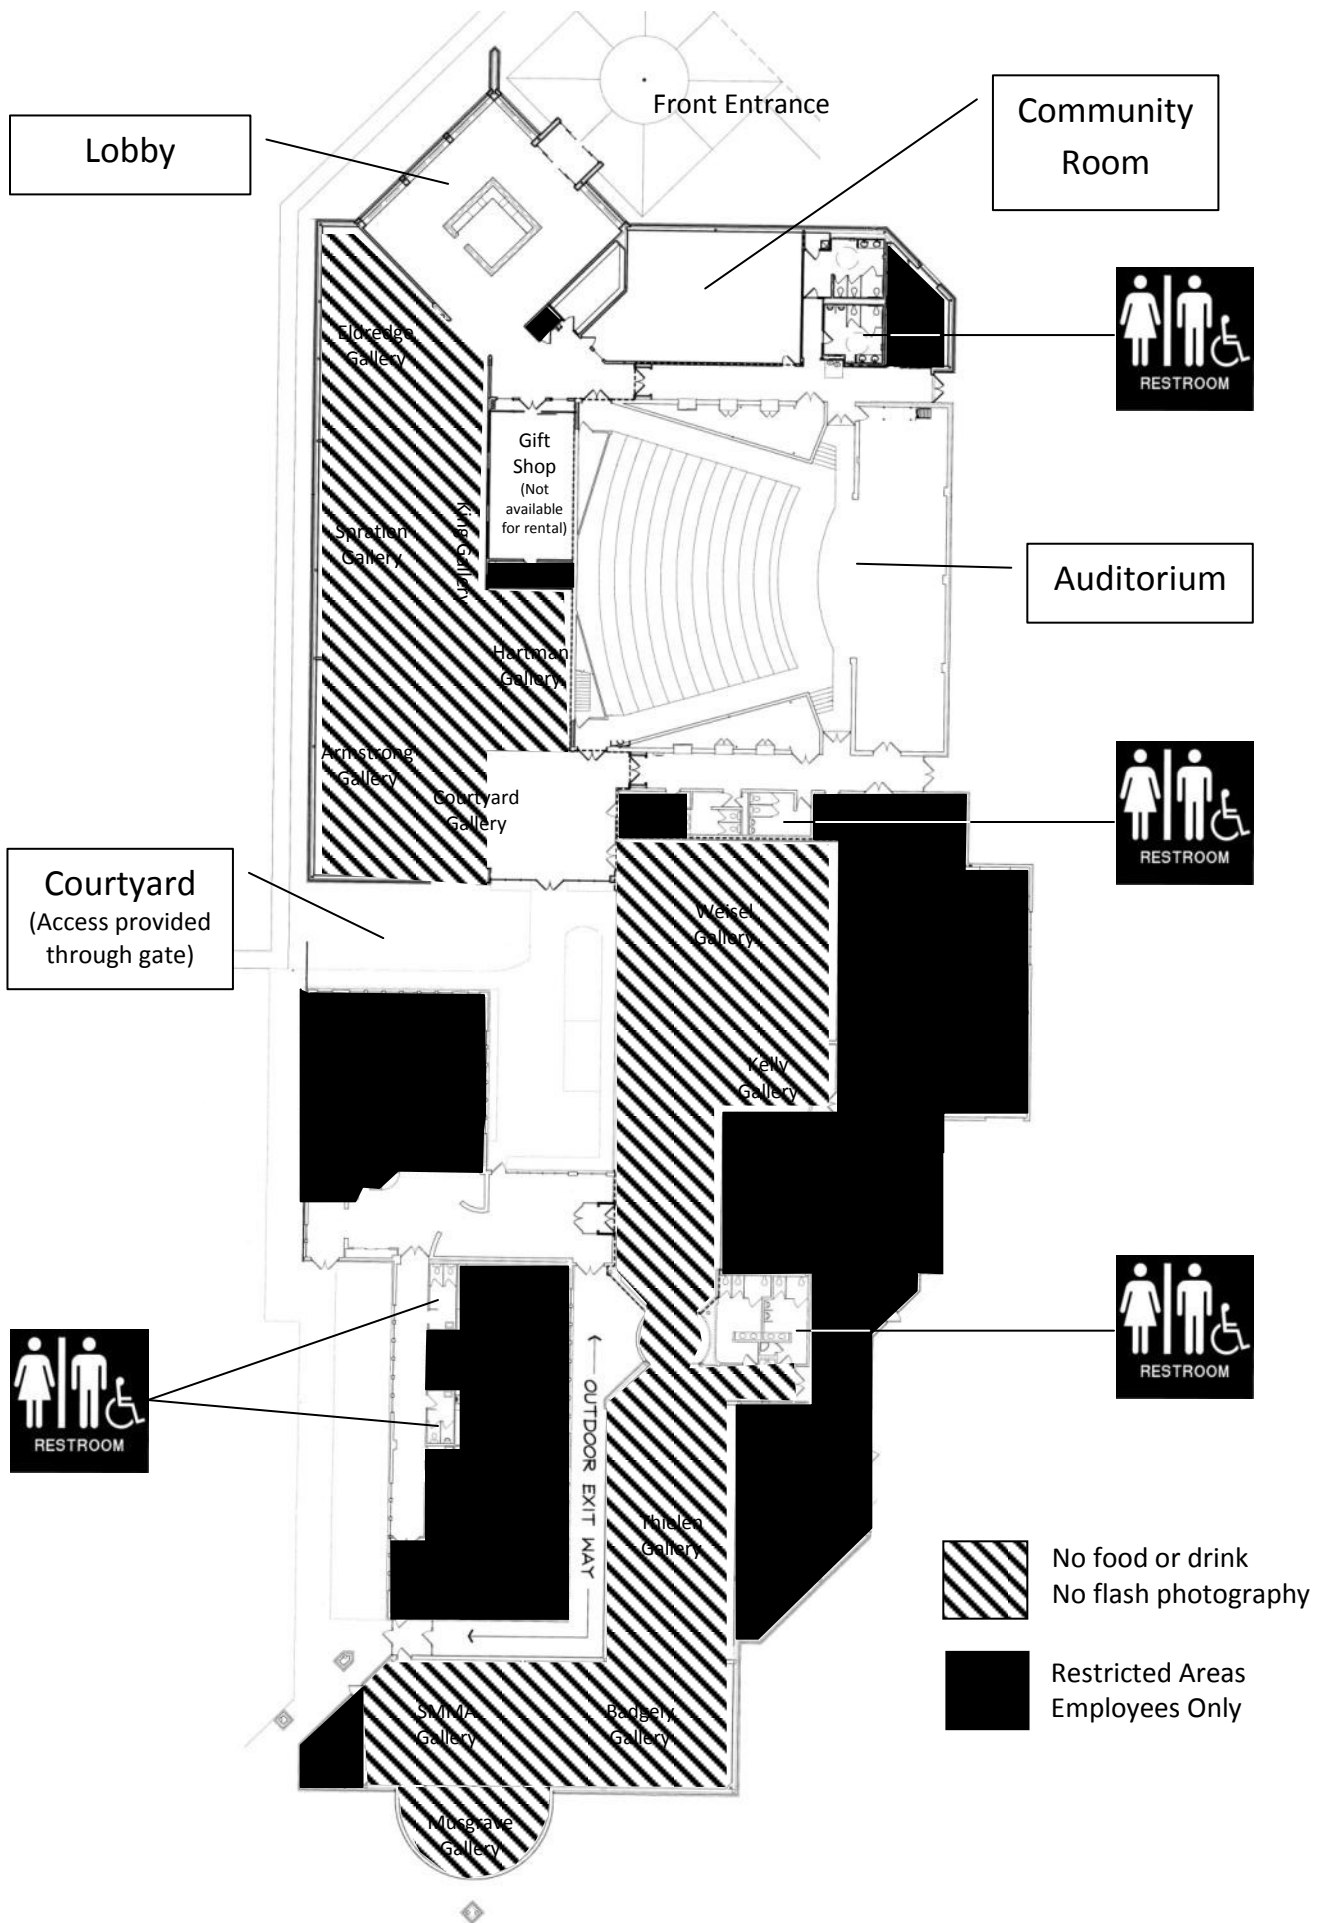 Front Entrance
Lobby
Community
Room
RESTROOM
Eldredge
Gallery
Gift
Shop
(Not
available
for rental)
King Gallery
Spratlen
Gallery
Auditorium
Hartman
Gallery
Armstrong
Gallery
Courtyard
Gallery
RESTROOM
Courtyard
(Access provided
through gate)
Weisel
Gallery
Kelly
Gallery
RESTROOM
RESTROOM
OUTDOOR EXIT WAY
Thielen
Gallery
No food or drink
No flash photography
Restricted Areas
Employees Only
SMMA
Gallery
Badgely
Gallery
Musgrave
Gallery